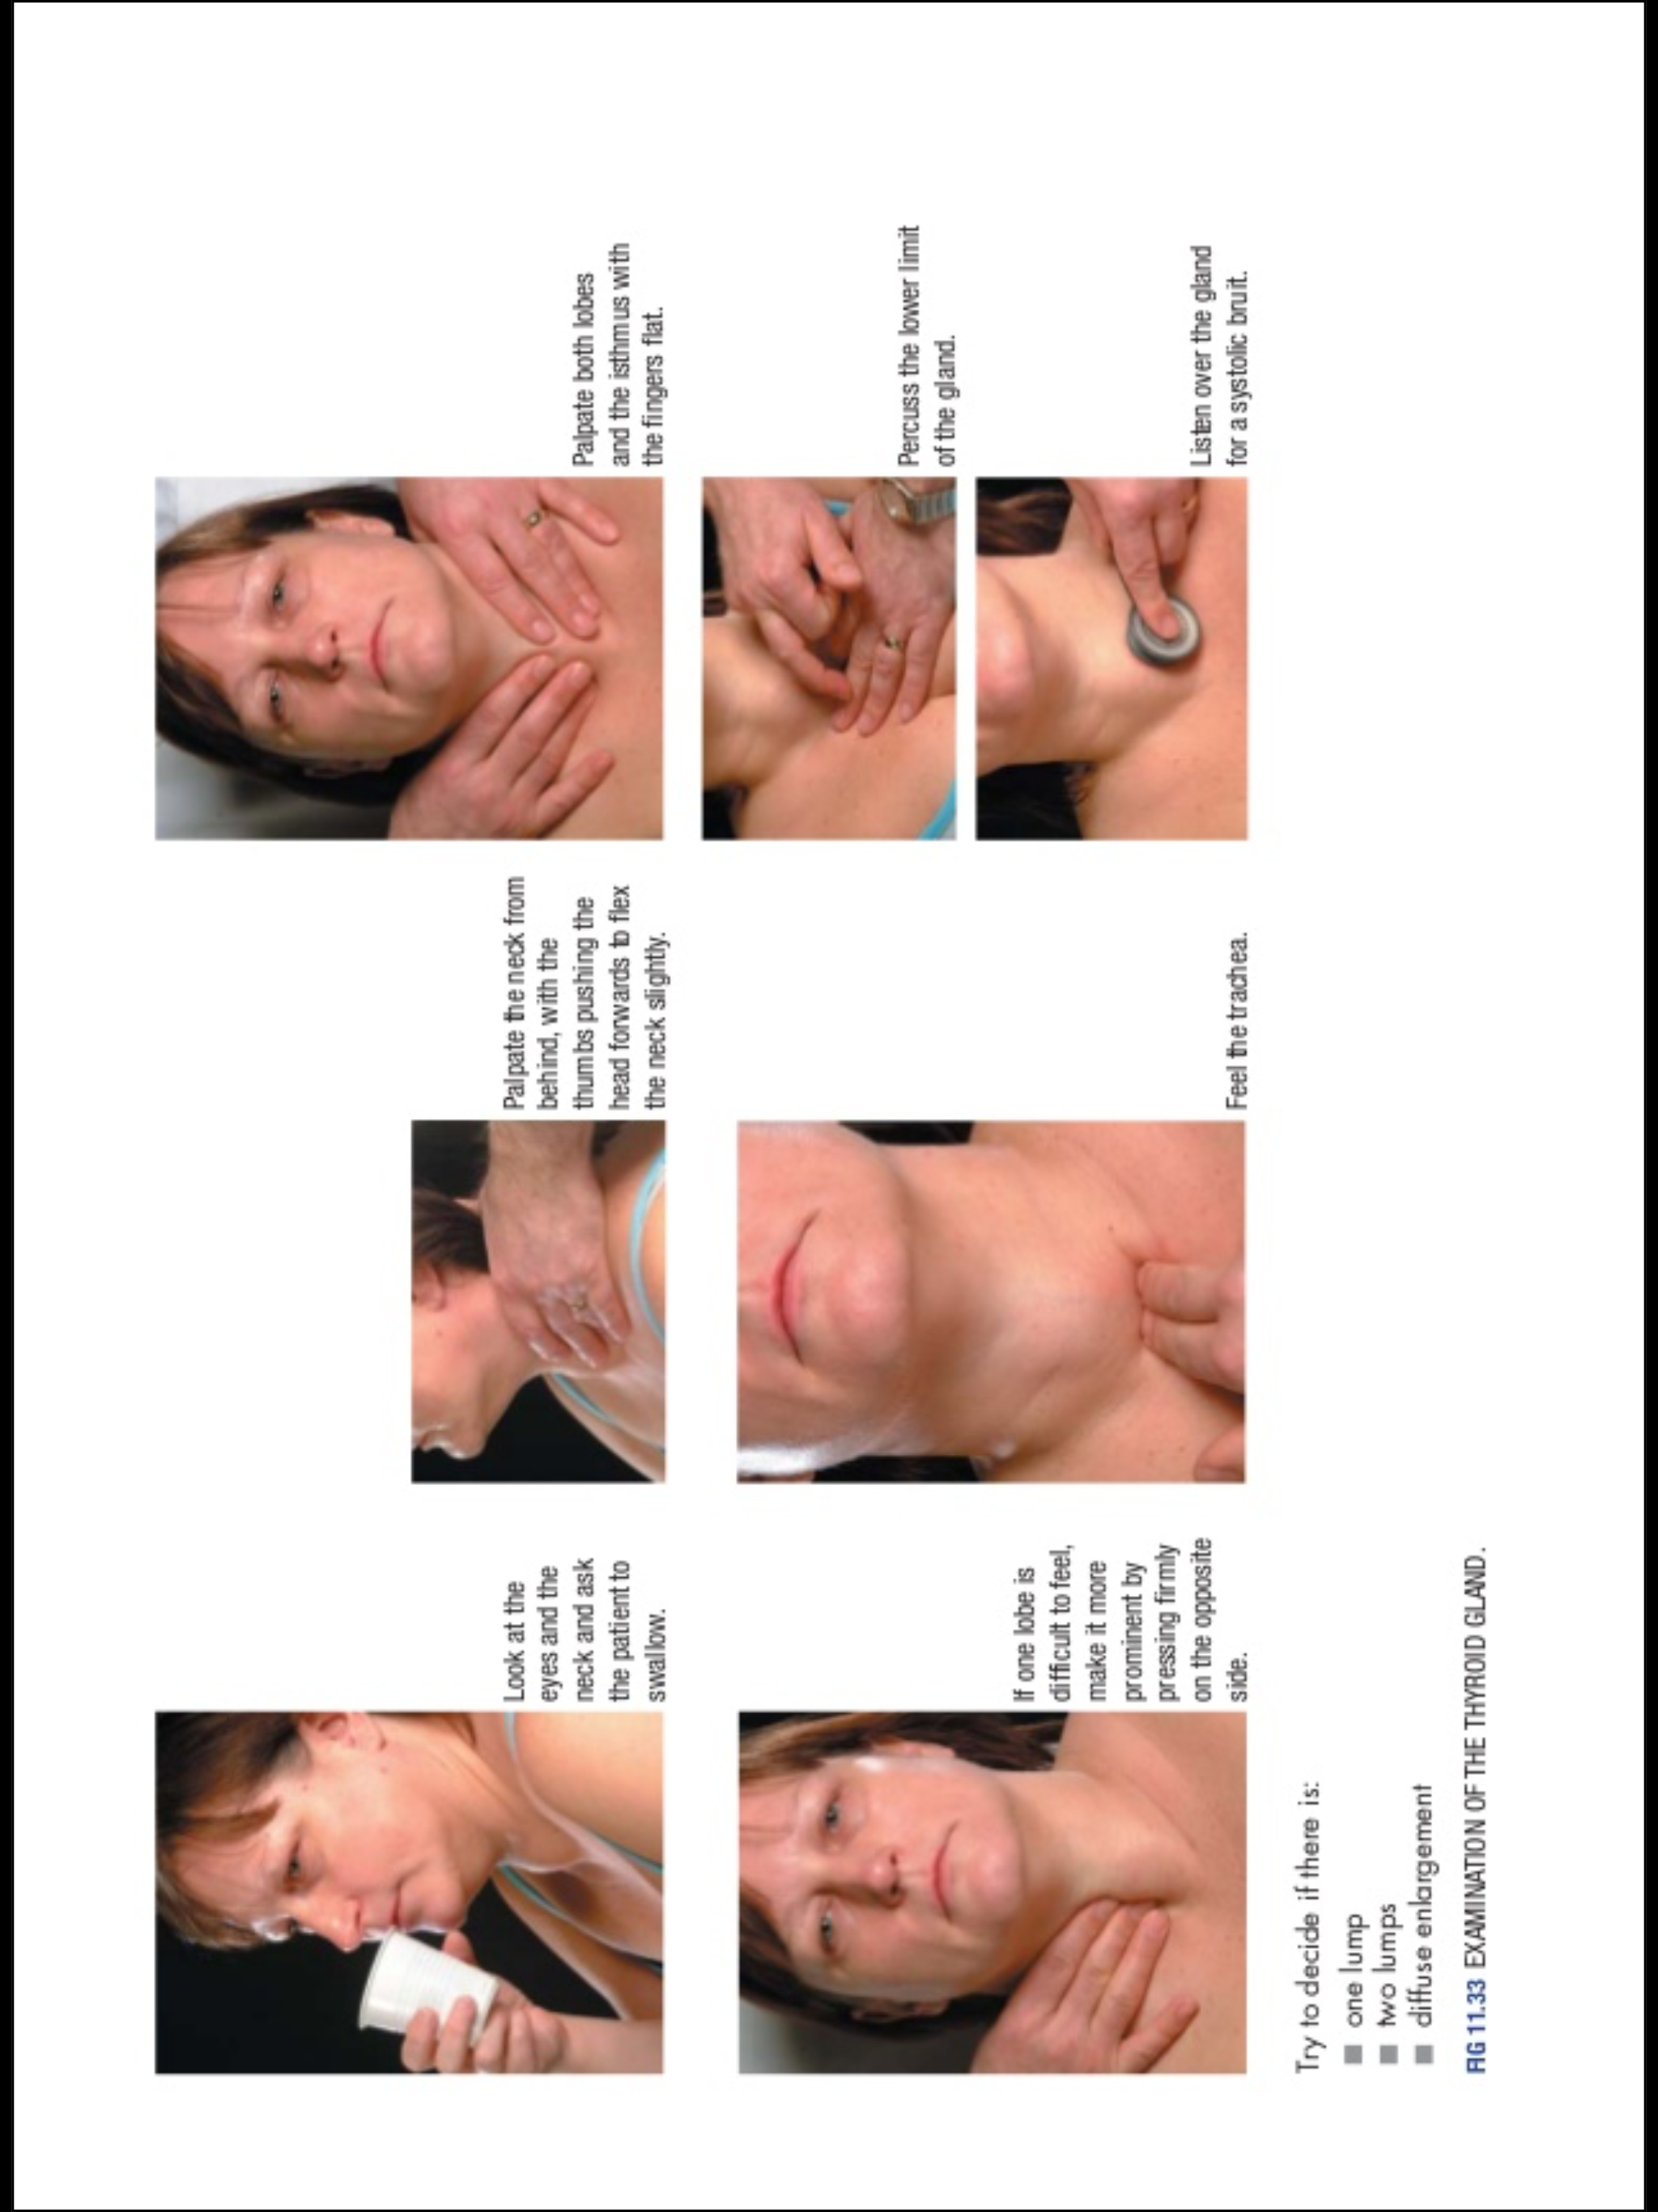 Look at the
eyes and the
neck and ask
the patient to
swallow.
Palpate the neck from
behind, with the
thumbs pushing the
head forwards to flex
the neck slightly.
Palpate both lobes
and the isthmus with
the fingers flat.
If one lobe is
difficult to feel,
make it more
prominent by
pressing firmly
on the opposite
side.
Feel the trachea.
Percuss the lower limit
of the gland.
Listen over the gland
for a systolic bruit.
Try to decide if there is:
one lump
two lumps
diffuse enlargement
FIG 11.33 EXAMINATION OF THE THYROID GLAND.